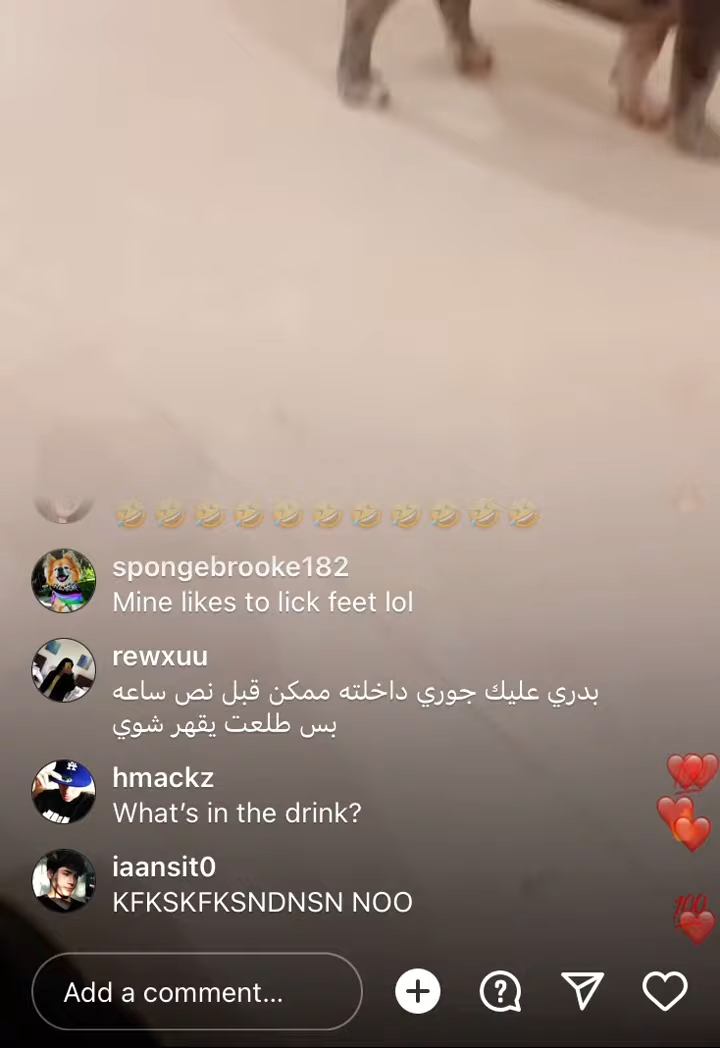 🤣🤣🤣🤣🤣🤣🤣🤣🤣🤣🤣
spongebrooke182
Mine likes to lick feet lol
rewxuu
بدري عليك جوري داخلته ممكن قبل نص ساعه
بس طلعت يقهر شوي
hmackz
What's in the drink?
iaansit0
KFKSKFKSNDNSN NOO
Add a comment...